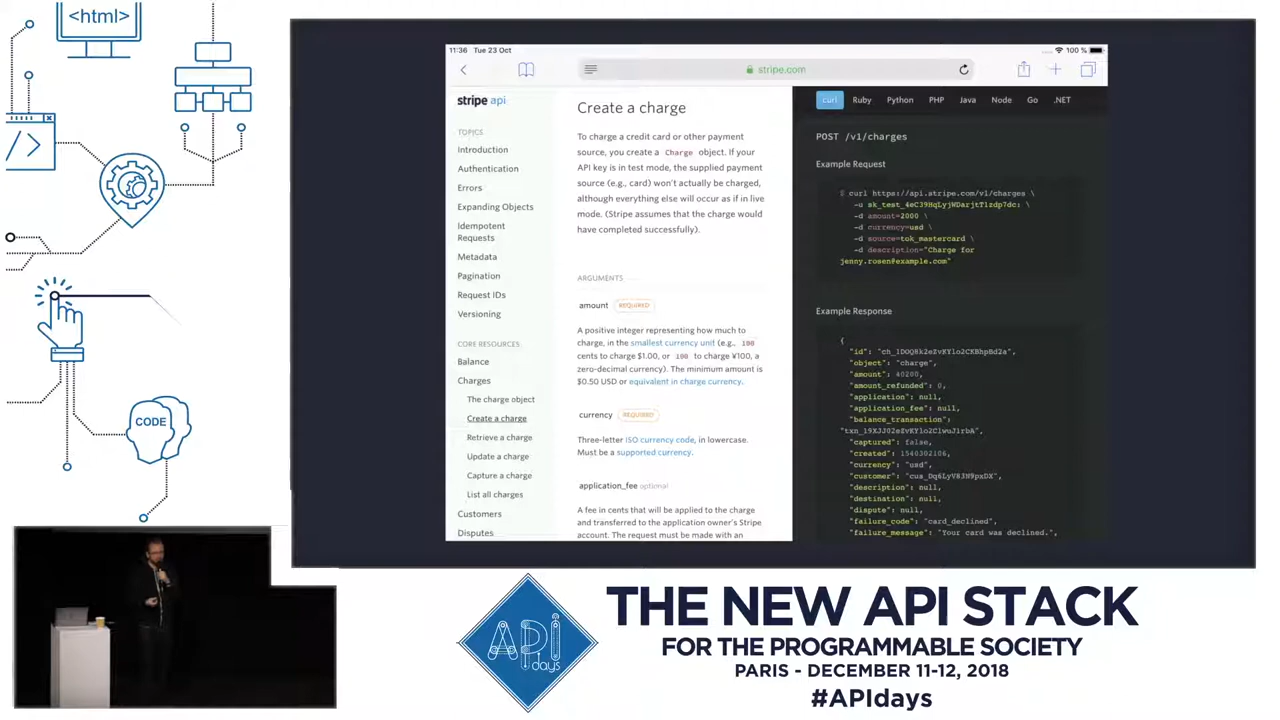 <html>
</>
CODE
11:36 Tue 23 Oct
100 %
stripe.com
stripe api
TOPICS
Introduction
Authentication
Errors
Expanding Objects
Idempotent
Requests
Metadata
Pagination
Request IDs
Versioning
CORE RESOURCES
Balance
Charges
The charge object
Create a charge
Retrieve a charge
Update a charge
Capture a charge
List all charges
Customers
Disputes
Create a charge
To charge a credit card or other payment
source, you create a Charge object. If your
API key is in test mode, the supplied payment
source (e.g., card) won't actually be charged,
although everything else will occur as if in live
mode. (Stripe assumes that the charge would
have completed successfully).
ARGUMENTS
amount REQUIRED
A positive integer representing how much to
charge, in the smallest currency unit (e.g., 100
cents to charge $1.00, or 100 to charge ¥100, a
zero-decimal currency). The minimum amount is
$0.50 USD or equivalent in charge currency.
currency REQUIRED
Three-letter ISO currency code, in lowercase.
Must be a supported currency.
application_fee optional
A fee in cents that will be applied to the charge
and transferred to the application owner's Stripe
account. The request must be made with an
curl Ruby Python PHP Java Node Go .NET
POST /v1/charges
Example Request
$ curl https://api.stripe.com/v1/charges \
-d amount=2000 \
-d currency=usd \
-d source=tok_mastercard \
-d description="Charge for
jenny.rosen@example.com"
Example Response
{
"object": "charge",
"amount": 40200,
"amount_refunded": 0,
"application": null,
"application_fee": null,
"balance_transaction":
"captured": false,
"created": 1540302106,
"currency": "usd",
"description": null,
"destination": null,
"dispute": null,
"failure_code": "card_declined",
"failure_message": "Your card was declined.",
API
days
THE NEW API STACK
FOR THE PROGRAMMABLE SOCIETY
PARIS - DECEMBER 11-12, 2018
#APIdays